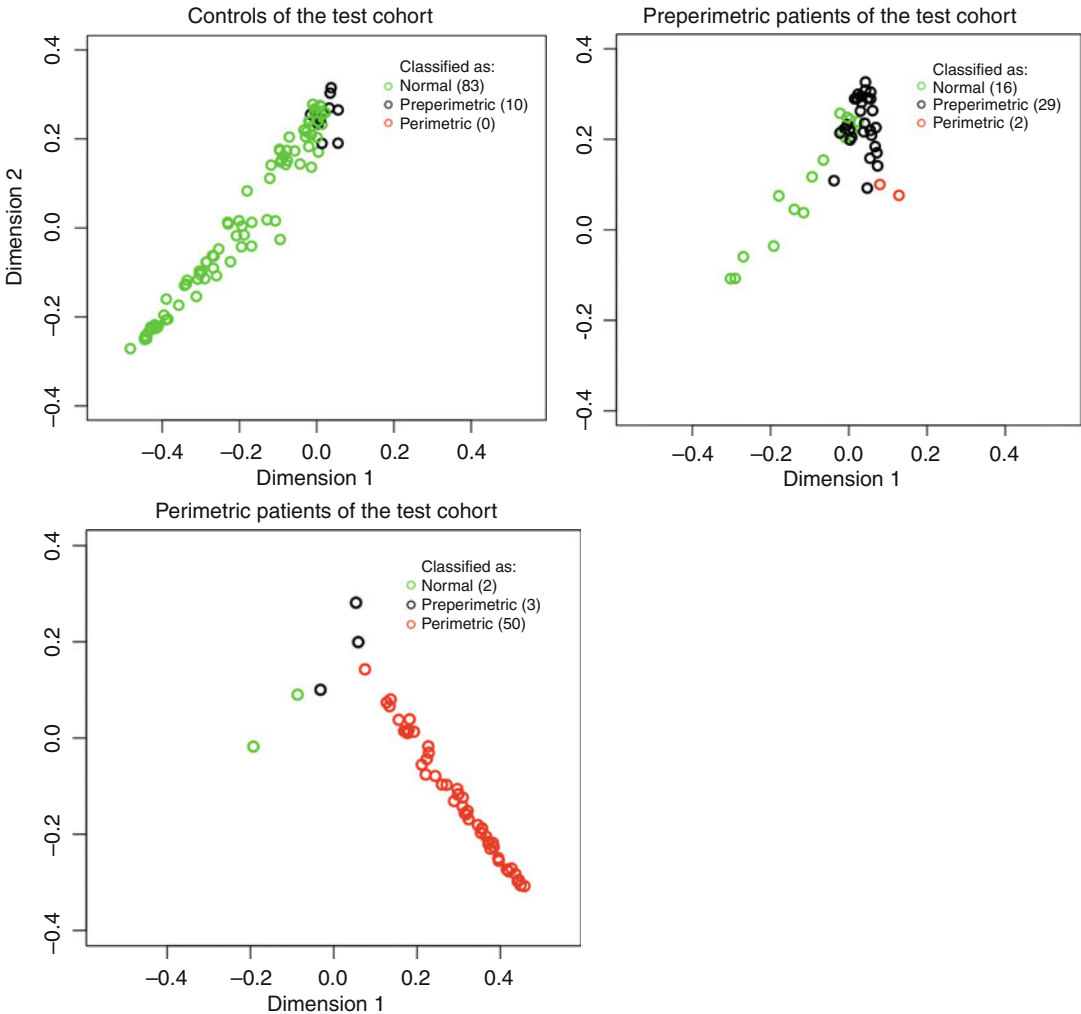 Controls of the test cohort
Classified as:
Normal (83)
Preperimetric (10)
Perimetric (0)
0.4
0.2
0.0
−0.2
−0.4
Dimension 2
−0.4 −0.2 0.0 0.2 0.4
Dimension 1
Preperimetric patients of the test cohort
Classified as:
Normal (16)
Preperimetric (29)
Perimetric (2)
0.4
0.2
0.0
−0.2
−0.4
−0.4 −0.2 0.0 0.2 0.4
Dimension 1
Perimetric patients of the test cohort
Classified as:
Normal (2)
Preperimetric (3)
Perimetric (50)
0.4
0.2
0.0
−0.2
−0.4
−0.4 −0.2 0.0 0.2 0.4
Dimension 1